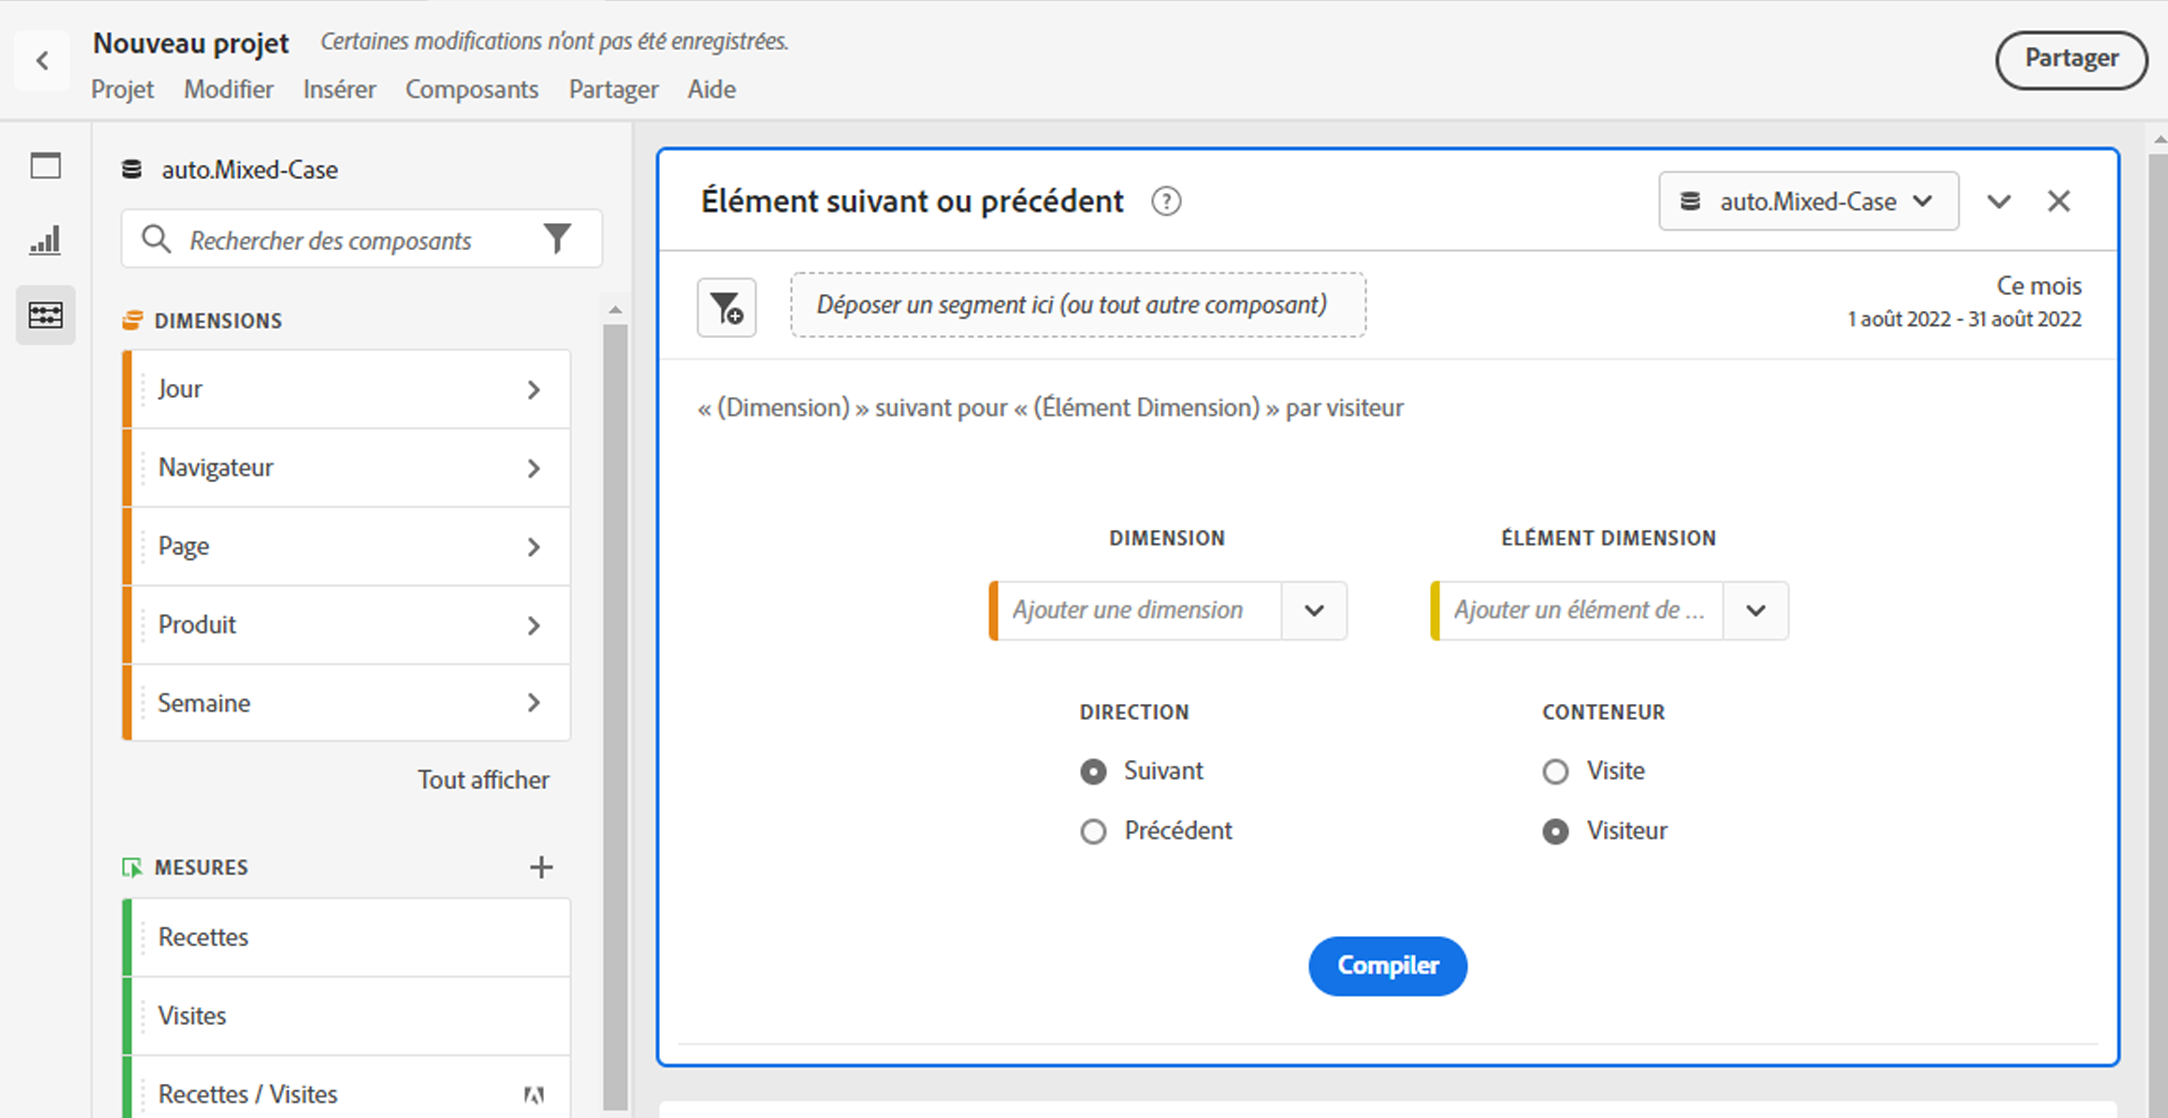 Nouveau projet Certaines modifications n’ont pas été enregistrées.
Projet Modifier Insérer Composants Partager Aide
Partager
auto.Mixed-Case
Rechercher des composants
DIMENSIONS
Jour
Navigateur
Page
Produit
Semaine
Tout afficher
MESURES
Recettes
Visites
Recettes / Visites
Élément suivant ou précédent
auto.Mixed-Case
Déposer un segment ici (ou tout autre composant)
Ce mois
1 août 2022 - 31 août 2022
« (Dimension) » suivant pour « (Élément Dimension) » par visiteur
DIMENSION
Ajouter une dimension
ÉLÉMENT DIMENSION
Ajouter un élément de ...
DIRECTION
Suivant
Précédent
CONTENEUR
Visite
Visiteur
Compiler